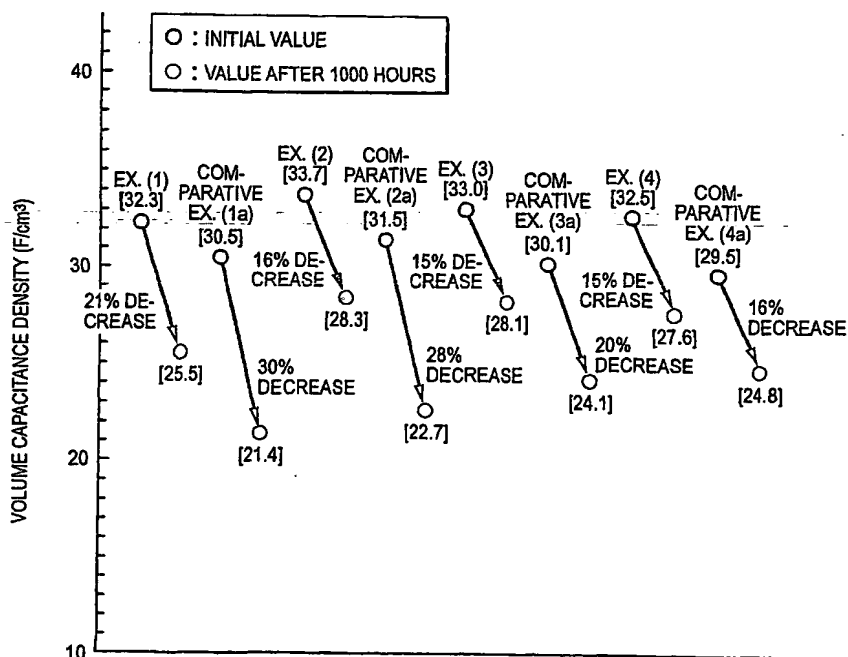 40
30
20
10
VOLUME CAPACITANCE DENSITY (F/cm³)
O : INITIAL VALUE
O : VALUE AFTER 1000 HOURS
EX. (1)
[32.3]
21% DE-
CREASE
[25.5]
COM-
PARATIVE
EX. (1a)
[30.5]
30%
DECREASE
[21.4]
EX. (2)
[33.7]
16% DE-
CREASE
[28.3]
COM-
PARATIVE
EX. (2a)
[31.5]
28%
DECREASE
[22.7]
EX. (3)
[33.0]
15% DE-
CREASE
[28.1]
COM-
PARATIVE
EX. (3a)
[30.1]
20%
DECREASE
[24.1]
EX. (4)
[32.5]
15% DE-
CREASE
[27.6]
COM-
PARATIVE
EX. (4a)
[29.5]
16%
DECREASE
[24.8]